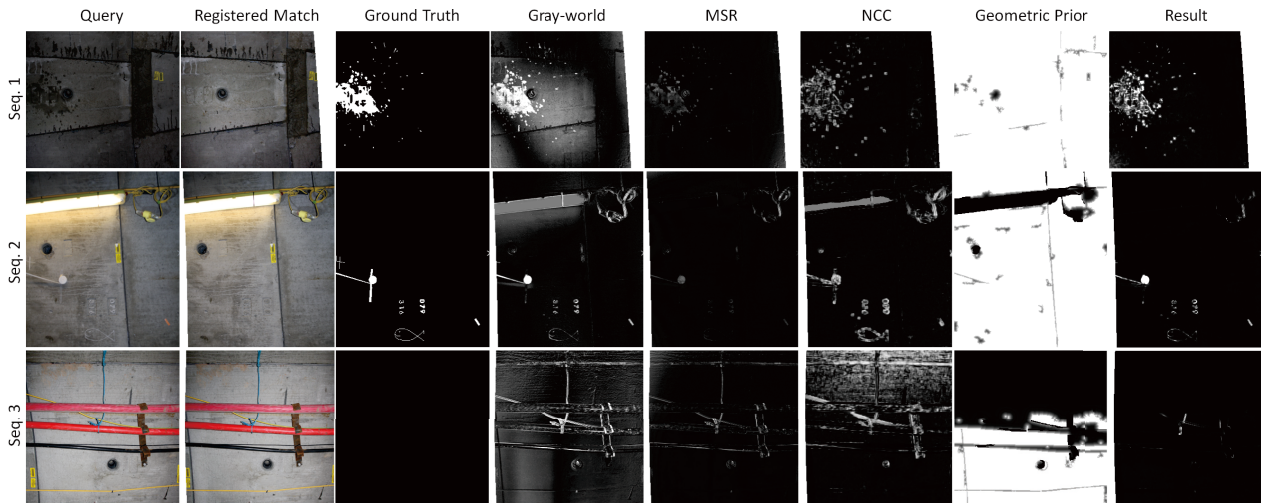 Query Registered Match Ground Truth Gray-world MSR NCC Geometric Prior Result
Seq. 1
Seq. 2
Seq. 3